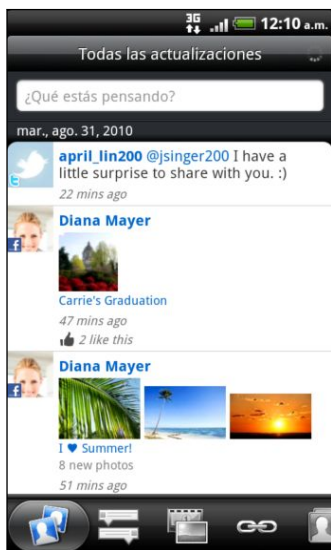 3G 12:10 a.m.
Todas las actualizaciones
¿Qué estás pensando?
mar., ago. 31, 2010
april_lin200 @jsinger200 I have a
little surprise to share with you. :)
22 mins ago
Diana Mayer
Carrie's Graduation
47 mins ago
2 like this
Diana Mayer
I ♥ Summer!
8 new photos
51 mins ago